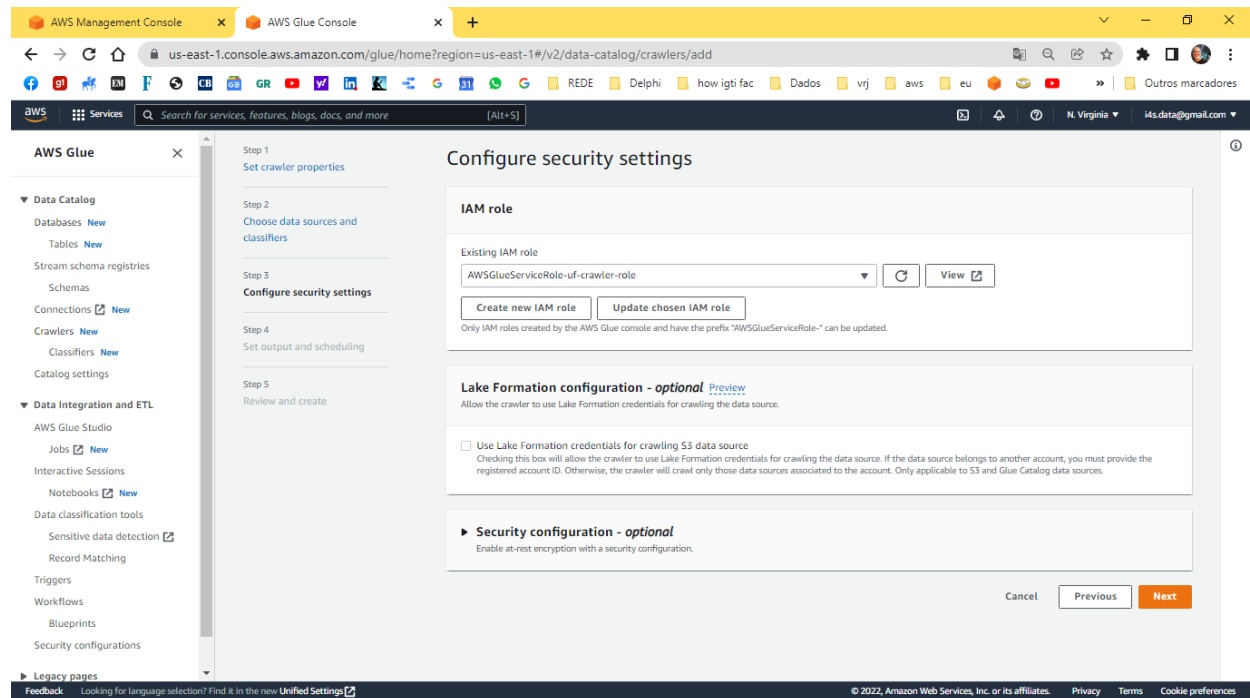 AWS Management Console
AWS Glue Console
us-east-1.console.aws.amazon.com/glue/home?region=us-east-1#/v2/data-catalog/crawlers/add
REDE
Delphi
how igti fac
Dados
vrj
aws
eu
Outros marcadores
aws
Services
Search for services, features, blogs, docs, and more
[Alt+S]
N. Virginia
i4s.data@gmail.com
AWS Glue
Data Catalog
Databases New
Tables New
Stream schema registries
Schemas
Connections New
Crawlers New
Classifiers New
Catalog settings
Data Integration and ETL
AWS Glue Studio
Jobs New
Interactive Sessions
Notebooks New
Data classification tools
Sensitive data detection
Record Matching
Triggers
Workflows
Blueprints
Security configurations
Legacy pages
Step 1
Set crawler properties
Step 2
Choose data sources and
classifiers
Step 3
Configure security settings
Step 4
Set output and scheduling
Step 5
Review and create
Configure security settings
IAM role
Existing IAM role
AWSGlueServiceRole-uf-crawler-role
View
Create new IAM role
Update chosen IAM role
Only IAM roles created by the AWS Glue console and have the prefix "AWSGlueServiceRole-" can be updated.
Lake Formation configuration - optional Preview
Allow the crawler to use Lake Formation credentials for crawling the data source.
Use Lake Formation credentials for crawling S3 data source
Checking this box will allow the crawler to use Lake Formation credentials for crawling the data source. If the data source belongs to another account, you must provide the
registered account ID. Otherwise, the crawler will crawl only those data sources associated to the account. Only applicable to S3 and Glue Catalog data sources.
Security configuration - optional
Enable at-rest encryption with a security configuration.
Cancel
Previous
Next
Feedback
Looking for language selection? Find it in the new Unified Settings
© 2022, Amazon Web Services, Inc. or its affiliates.
Privacy
Terms
Cookie preferences